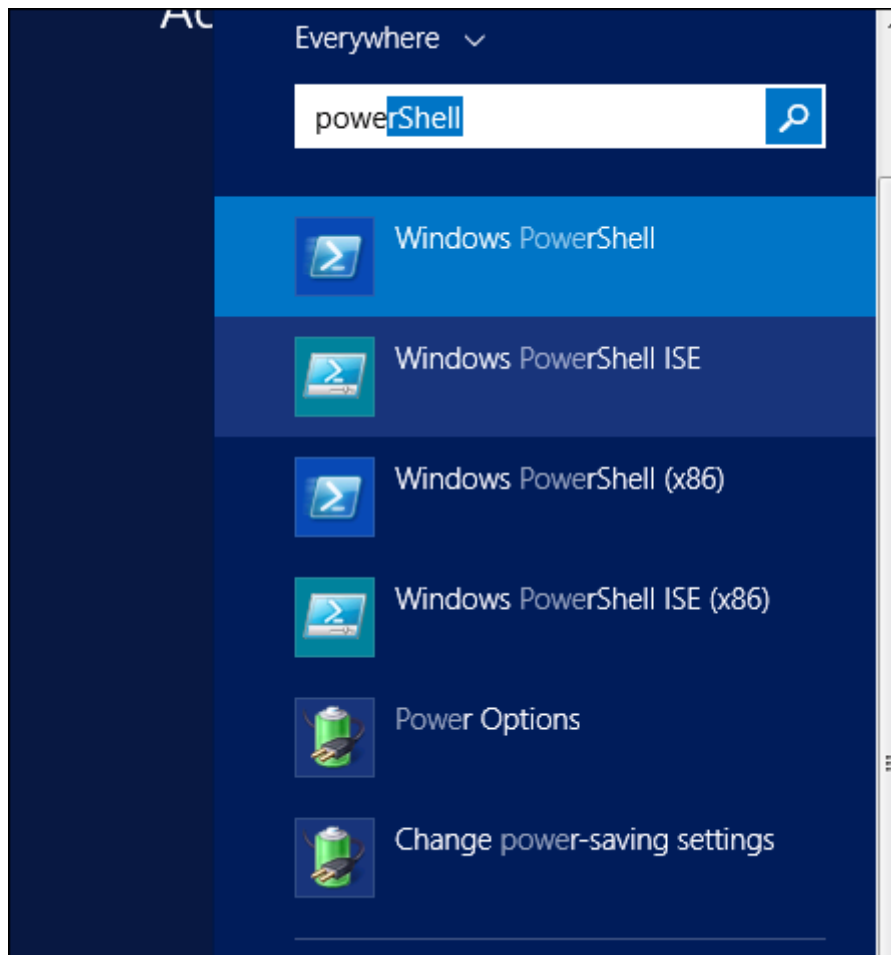 Everywhere
powerShell
Windows PowerShell
Windows PowerShell ISE
Windows PowerShell (x86)
Windows PowerShell ISE (x86)
Power Options
Change power-saving settings